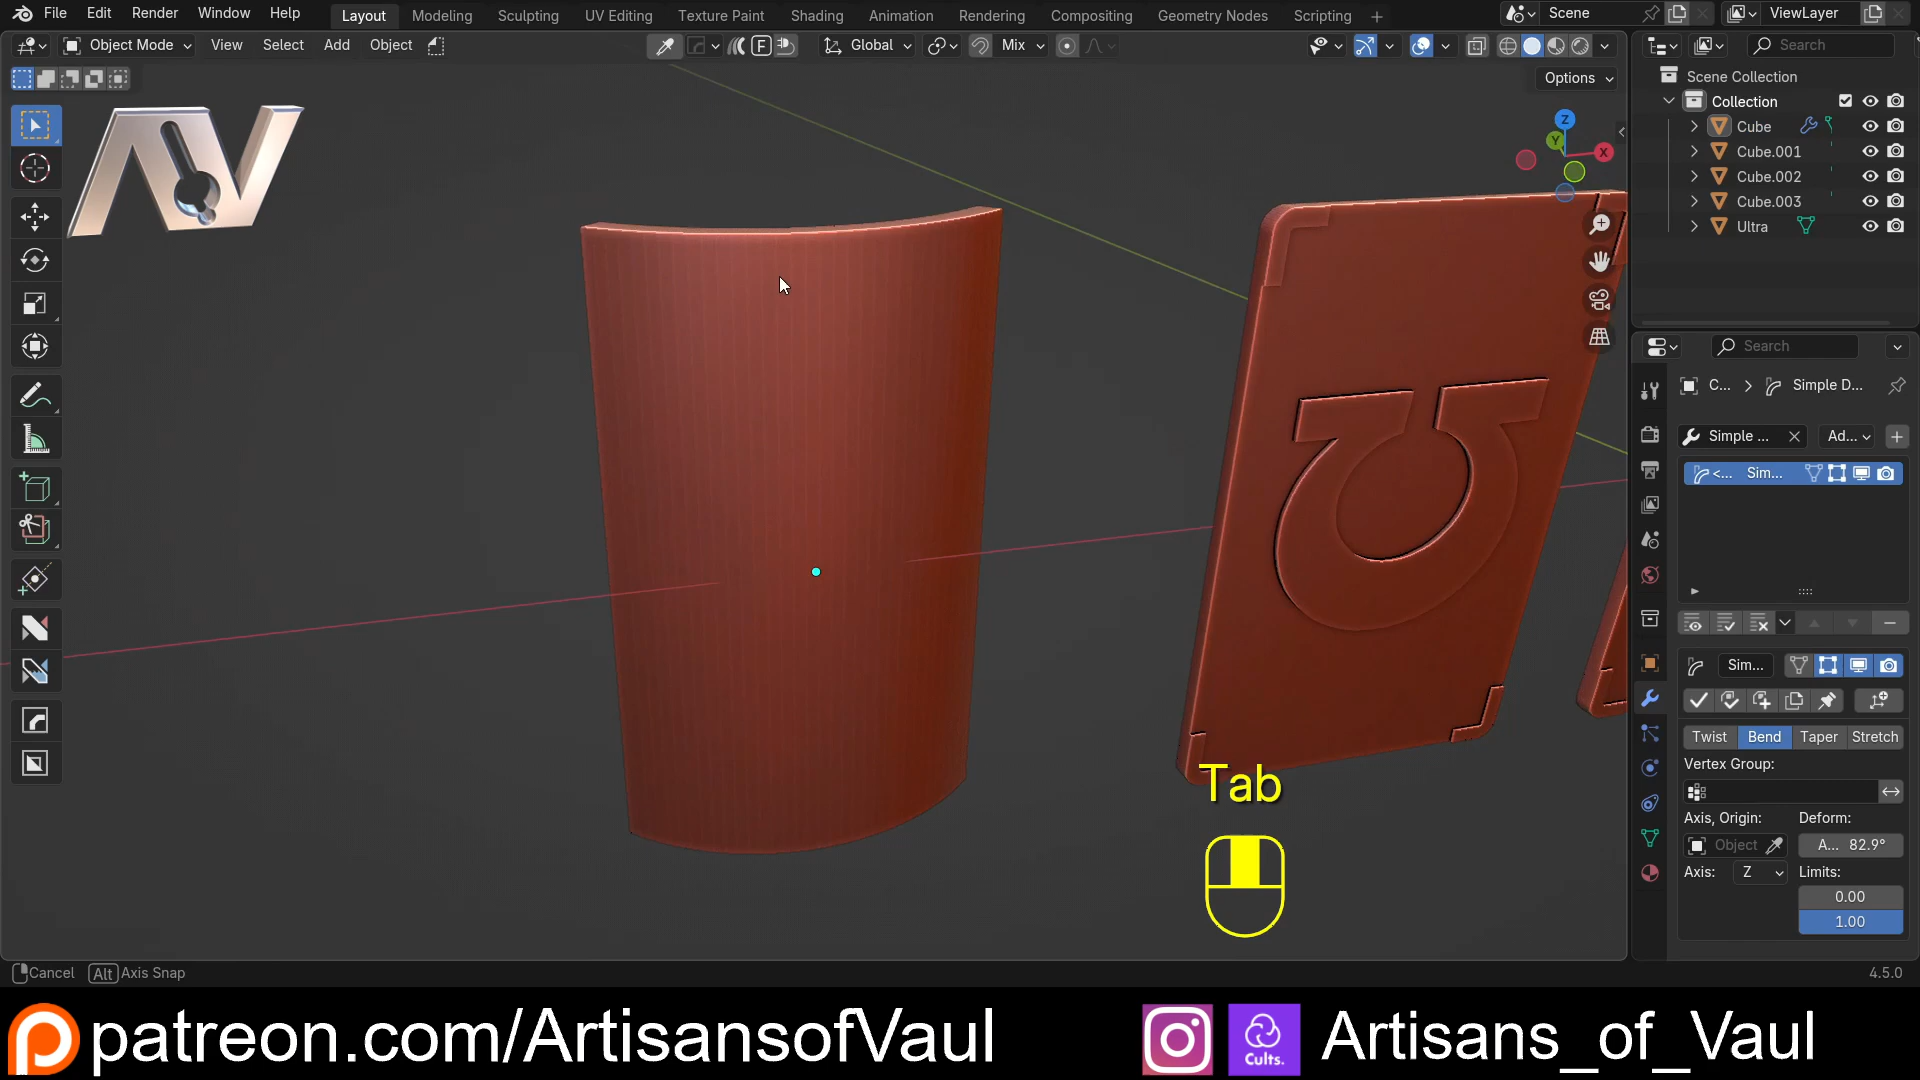 File Edit Render Window Help Layout Modeling Sculpting UV Editing Texture Paint Shading Animation Rendering Compositing Geometry Nodes Scripting + Scene ViewLayer
Object Mode View Select Add Object F Global Mix Search
Options
Scene Collection
Collection
Cube
Cube.001
Cube.002
Cube.003
Ultra
Z
Y
X
Search
C... > Simple D...
Simple ... Ad...
<... Sim...
Sim...
Twist Bend Taper Stretch
Vertex Group:
Axis, Origin: Deform:
Object A... 82.9°
Axis: Z Limits:
0.00
1.00
Tab
Cancel Alt Axis Snap 4.5.0
patreon.com/ArtisansofVaul Cults. Artisans_of_Vaul